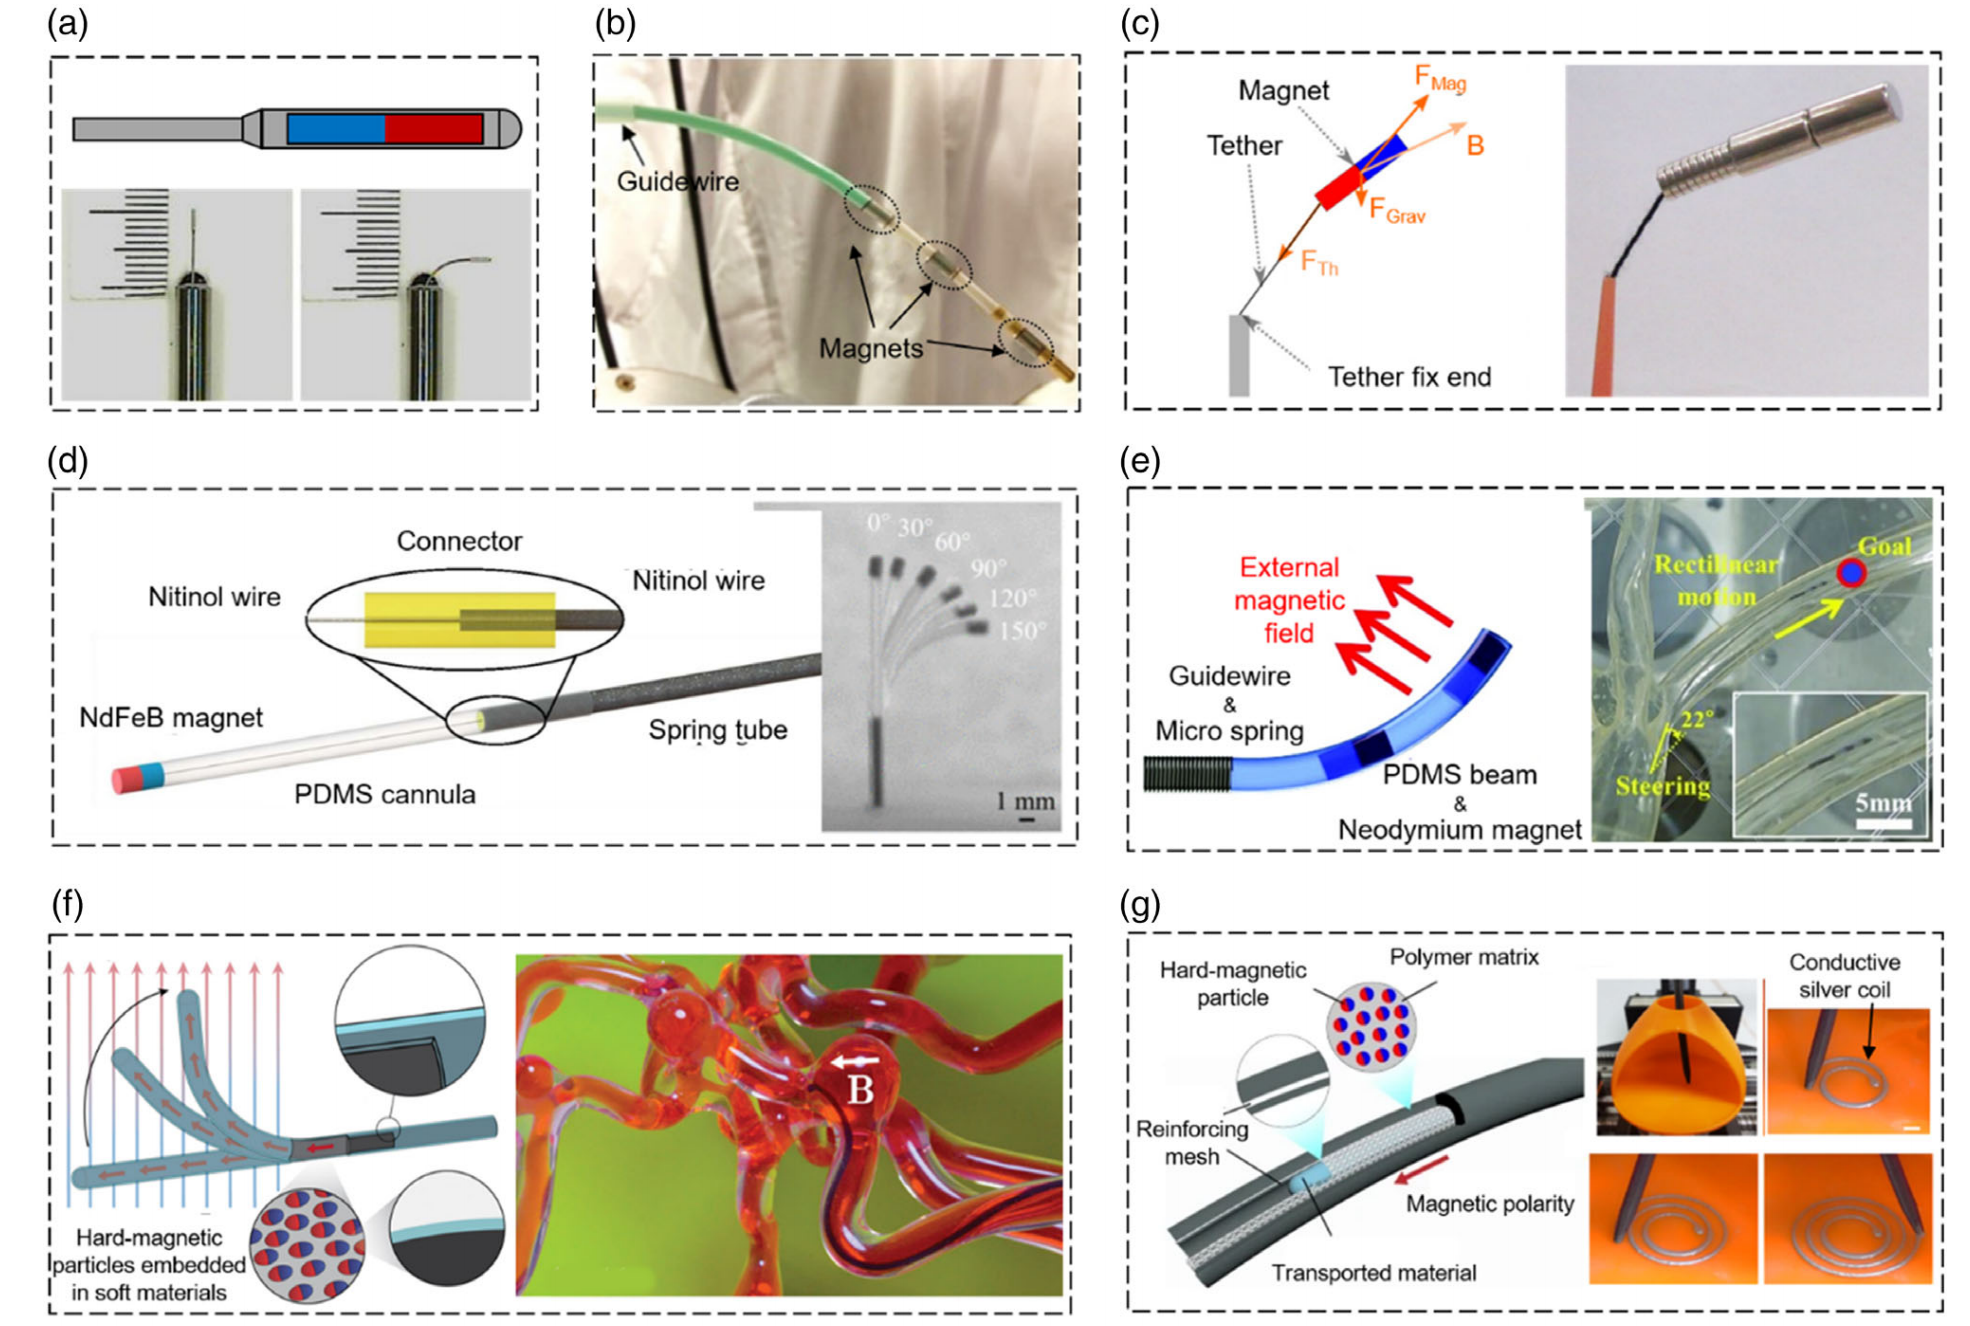 (a)
(b)
Guidewire
Magnets
(c)
Magnet
Tether
F_Mag
B
F_Grav
F_Th
Tether fix end
(d)
Connector
Nitinol wire
Nitinol wire
NdFeB magnet
Spring tube
PDMS cannula
0°
30°
60°
90°
120°
150°
1 mm
(e)
External
magnetic
field
Guidewire
&
Micro spring
PDMS beam
&
Neodymium magnet
Rectilinear
motion
Goal
22°
Steering
5mm
(f)
Hard-magnetic
particles embedded
in soft materials
B
(g)
Hard-magnetic
particle
Polymer matrix
Reinforcing
mesh
Magnetic polarity
Transported material
Conductive
silver coil